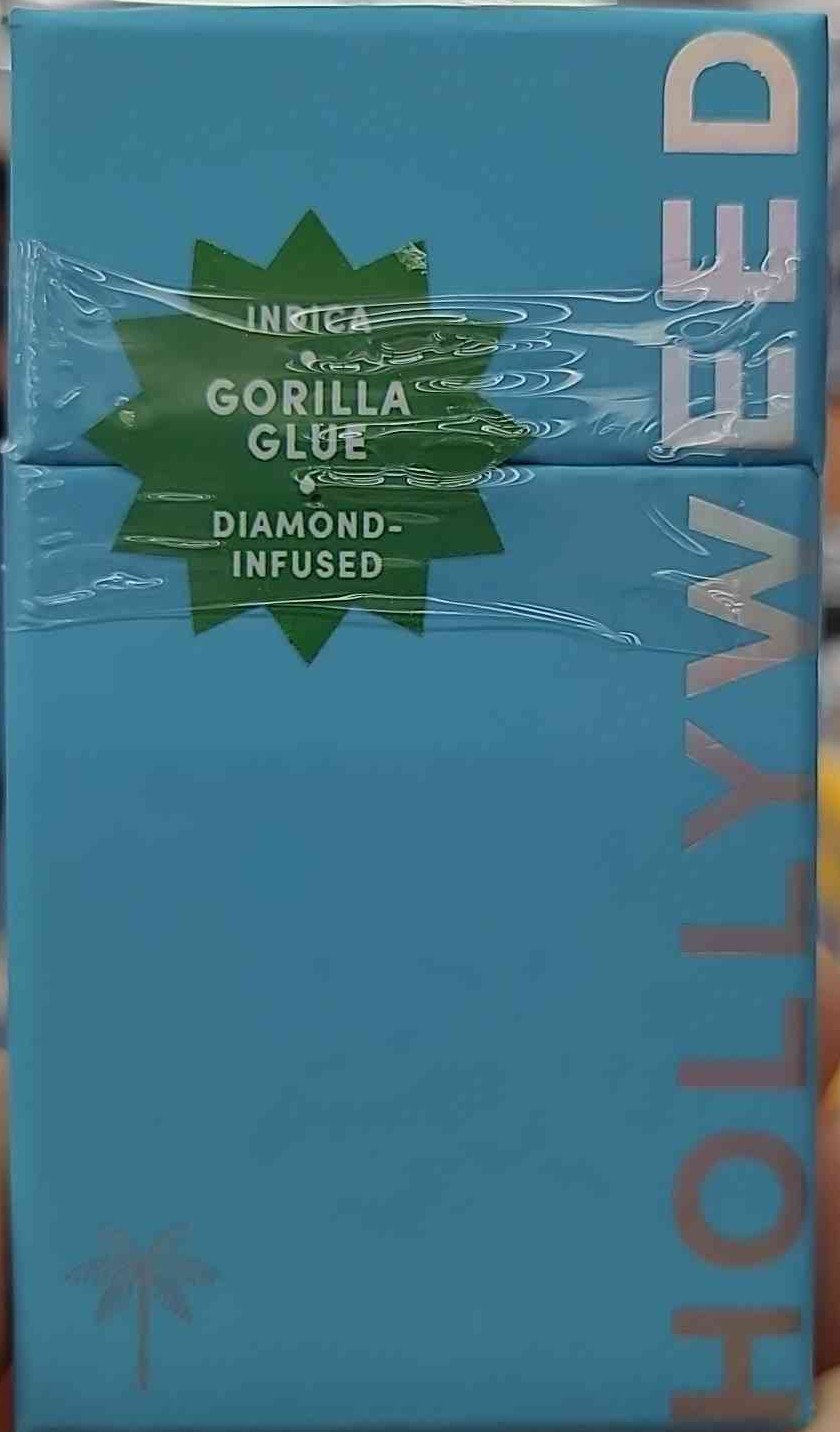 INDICA
•
GORILLA
GLUE
•
DIAMOND-
INFUSED
HOLLYWEED